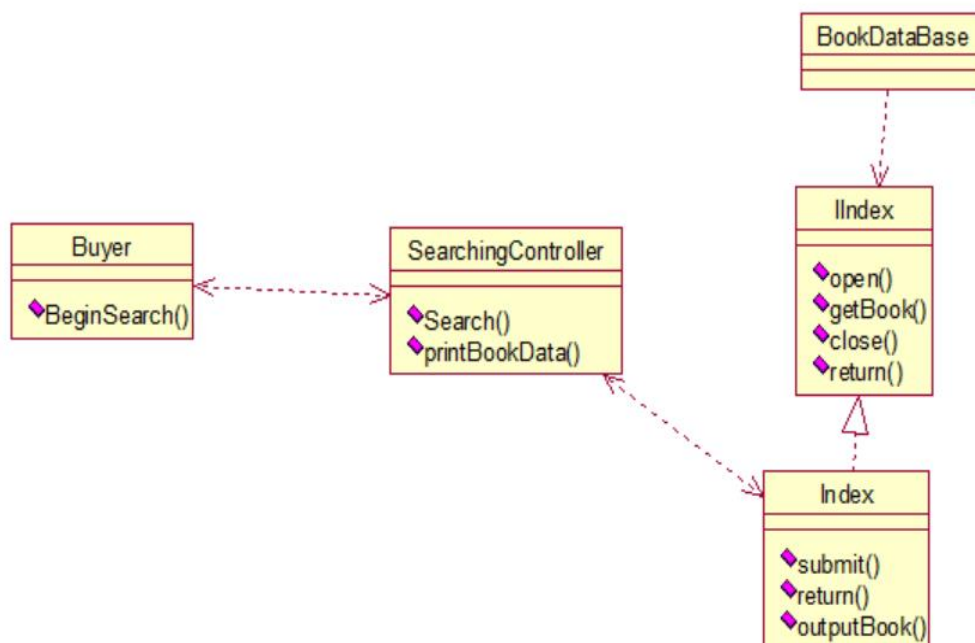 BookDataBase
IIndex
open()
getBook()
close()
return()
Buyer
BeginSearch()
SearchingController
Search()
printBookData()
Index
submit()
return()
outputBook()